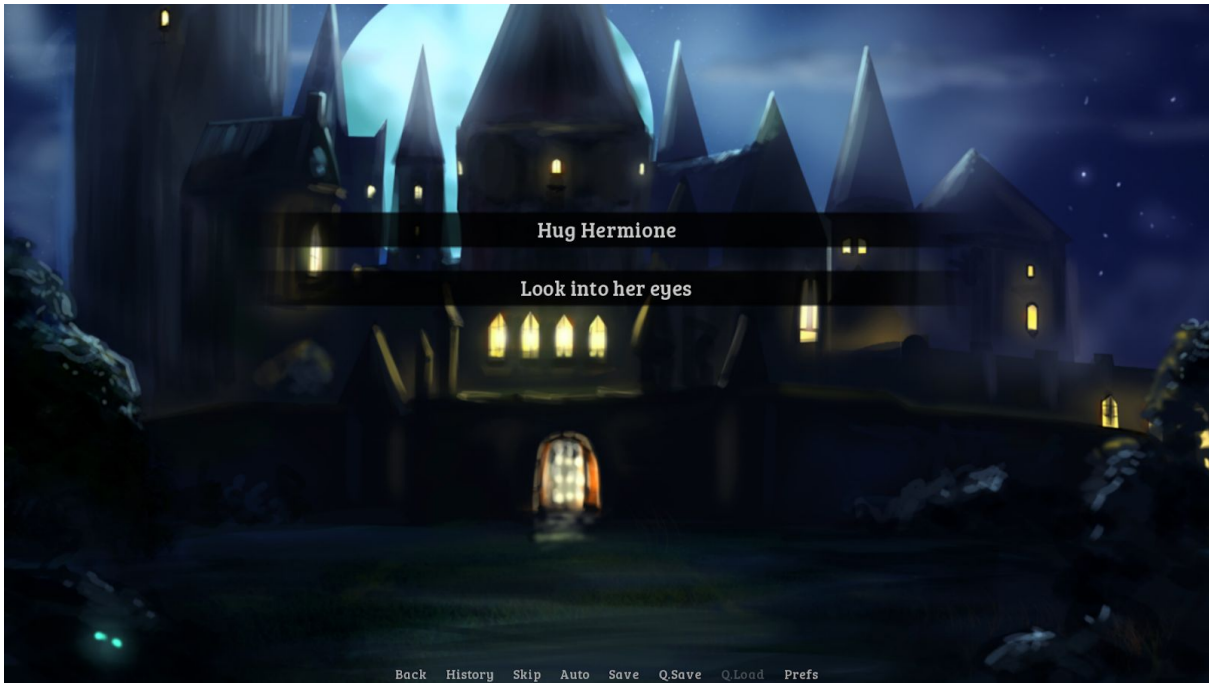 Hug Hermione
Look into her eyes
Back History Skip Auto Save Q.Save Q.Load Prefs